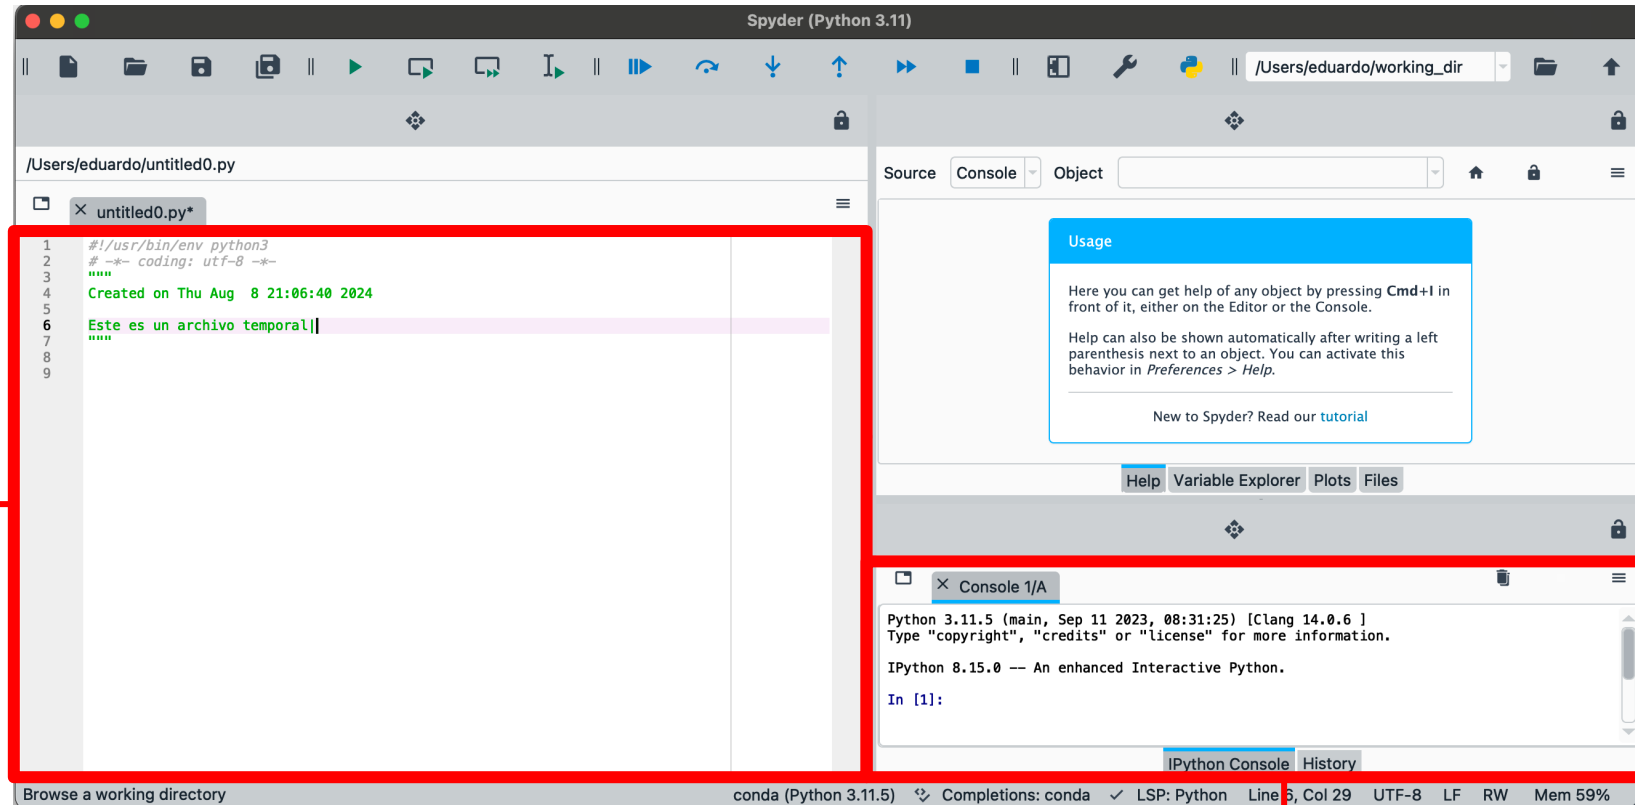 Spyder (Python 3.11)
/Users/eduardo/working_dir
/Users/eduardo/untitled0.py
untitled0.py*
1 #!/usr/bin/env python3
2 # -*- coding: utf-8 -*-
3 """
4 Created on Thu Aug  8 21:06:40 2024
5
6 Este es un archivo temporal|
7 """
8
9
Source Console Object
Usage
Here you can get help of any object by pressing Cmd+I in
front of it, either on the Editor or the Console.
Help can also be shown automatically after writing a left
parenthesis next to an object. You can activate this
behavior in Preferences > Help.
New to Spyder? Read our tutorial
Help Variable Explorer Plots Files
Console 1/A
Python 3.11.5 (main, Sep 11 2023, 08:31:25) [Clang 14.0.6 ]
Type "copyright", "credits" or "license" for more information.
IPython 8.15.0 -- An enhanced Interactive Python.
In [1]:
IPython Console History
Browse a working directory conda (Python 3.11.5) Completions: conda LSP: Python Line 6, Col 29 UTF-8 LF RW Mem 59%